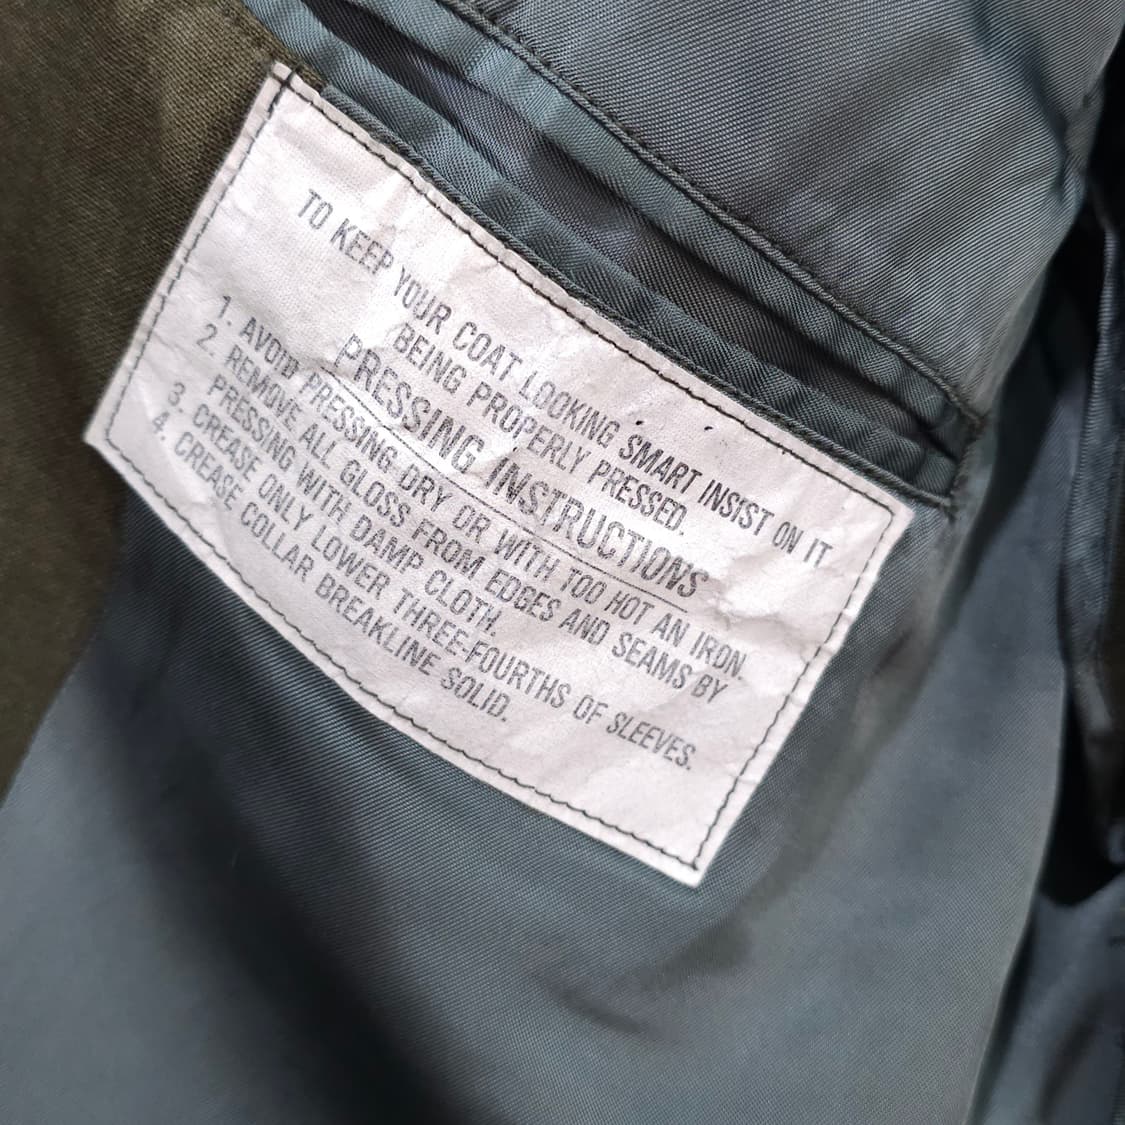 TO KEEP YOUR COAT LOOKING SMART INSIST ON IT
BEING PROPERLY PRESSED.
PRESSING INSTRUCTIONS
1. AVOID PRESSING DRY OR WITH TOO HOT AN IRON.
2. REMOVE ALL GLOSS FROM EDGES AND SEAMS BY
PRESSING WITH DAMP CLOTH.
3. CREASE ONLY LOWER THREE-FOURTHS OF SLEEVES.
4. CREASE COLLAR BREAKLINE SOLID.